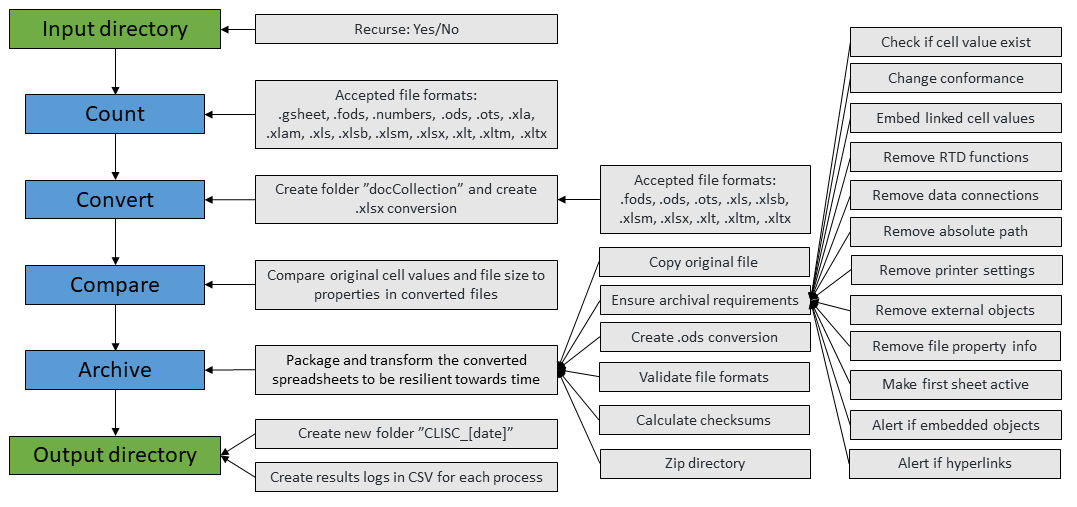 Input directory
Recurse: Yes/No
Count
Accepted file formats:
.gsheet, .fods, .numbers, .ods, .ots, .xla,
.xlam, .xls, .xlsb, .xlsm, .xlsx, .xlt, .xltm, .xltx
Convert
Create folder ”docCollection” and create
.xlsx conversion
Accepted file formats:
.fods, .ods, .ots, .xls, .xlsb,
.xlsm, .xlsx, .xlt, .xltm, .xltx
Compare
Compare original cell values and file size to
properties in converted files
Archive
Package and transform the converted
spreadsheets to be resilient towards time
Copy original file
Ensure archival requirements
Create .ods conversion
Validate file formats
Calculate checksums
Zip directory
Check if cell value exist
Change conformance
Embed linked cell values
Remove RTD functions
Remove data connections
Remove absolute path
Remove printer settings
Remove external objects
Remove file property info
Make first sheet active
Alert if embedded objects
Alert if hyperlinks
Output directory
Create new folder ”CLISC_[date]”
Create results logs in CSV for each process